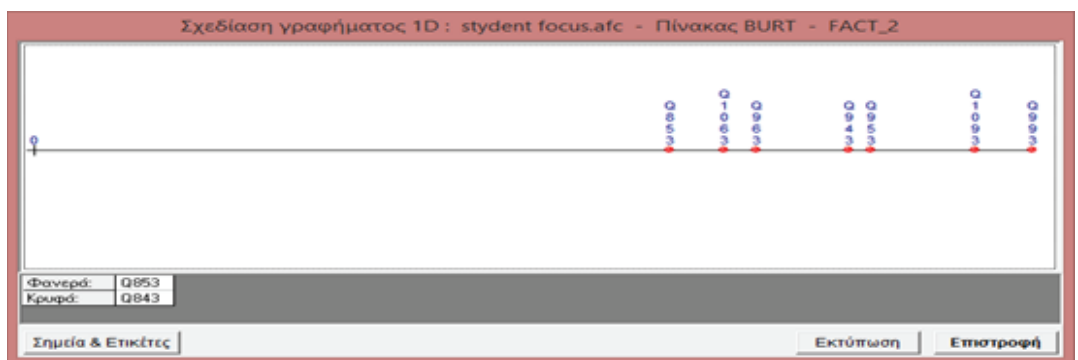 Σχεδίαση γραφήματος 1D : stydent focus.afc - Πίνακας BURT - FACT_2
0
Q853
Q1063
Q963
Q943
Q953
Q1093
Q993
Φανερά: Q853
Κρυφά: Q843
Σημεία & Ετικέτες
Εκτύπωση
Επιστροφή